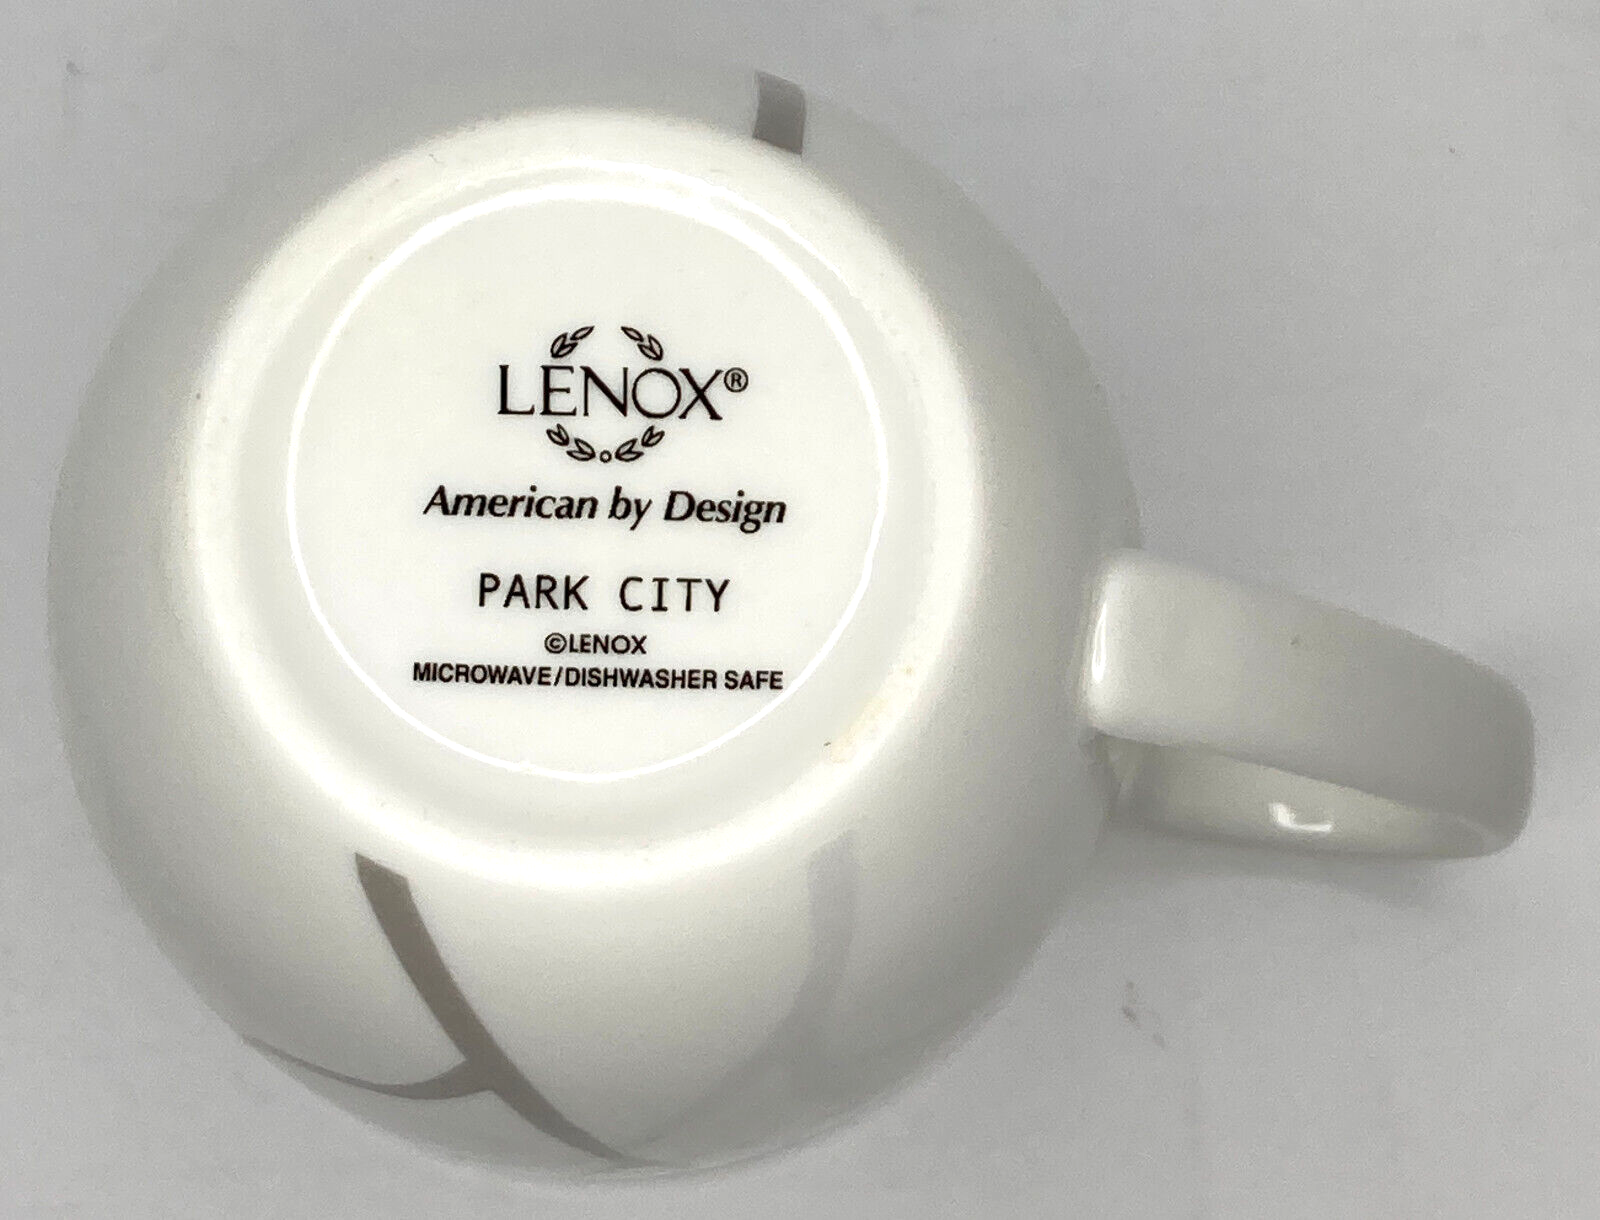 LENOX®
American by Design
PARK CITY
©LENOX
MICROWAVE/DISHWASHER SAFE